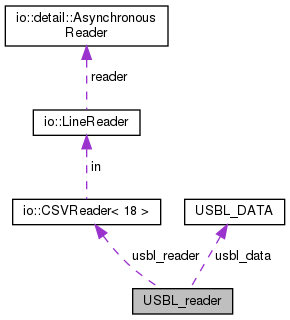 io::detail::Asynchronous
Reader
reader
io::LineReader
in
io::CSVReader< 18 >
USBL_DATA
usbl_reader
usbl_data
USBL_reader